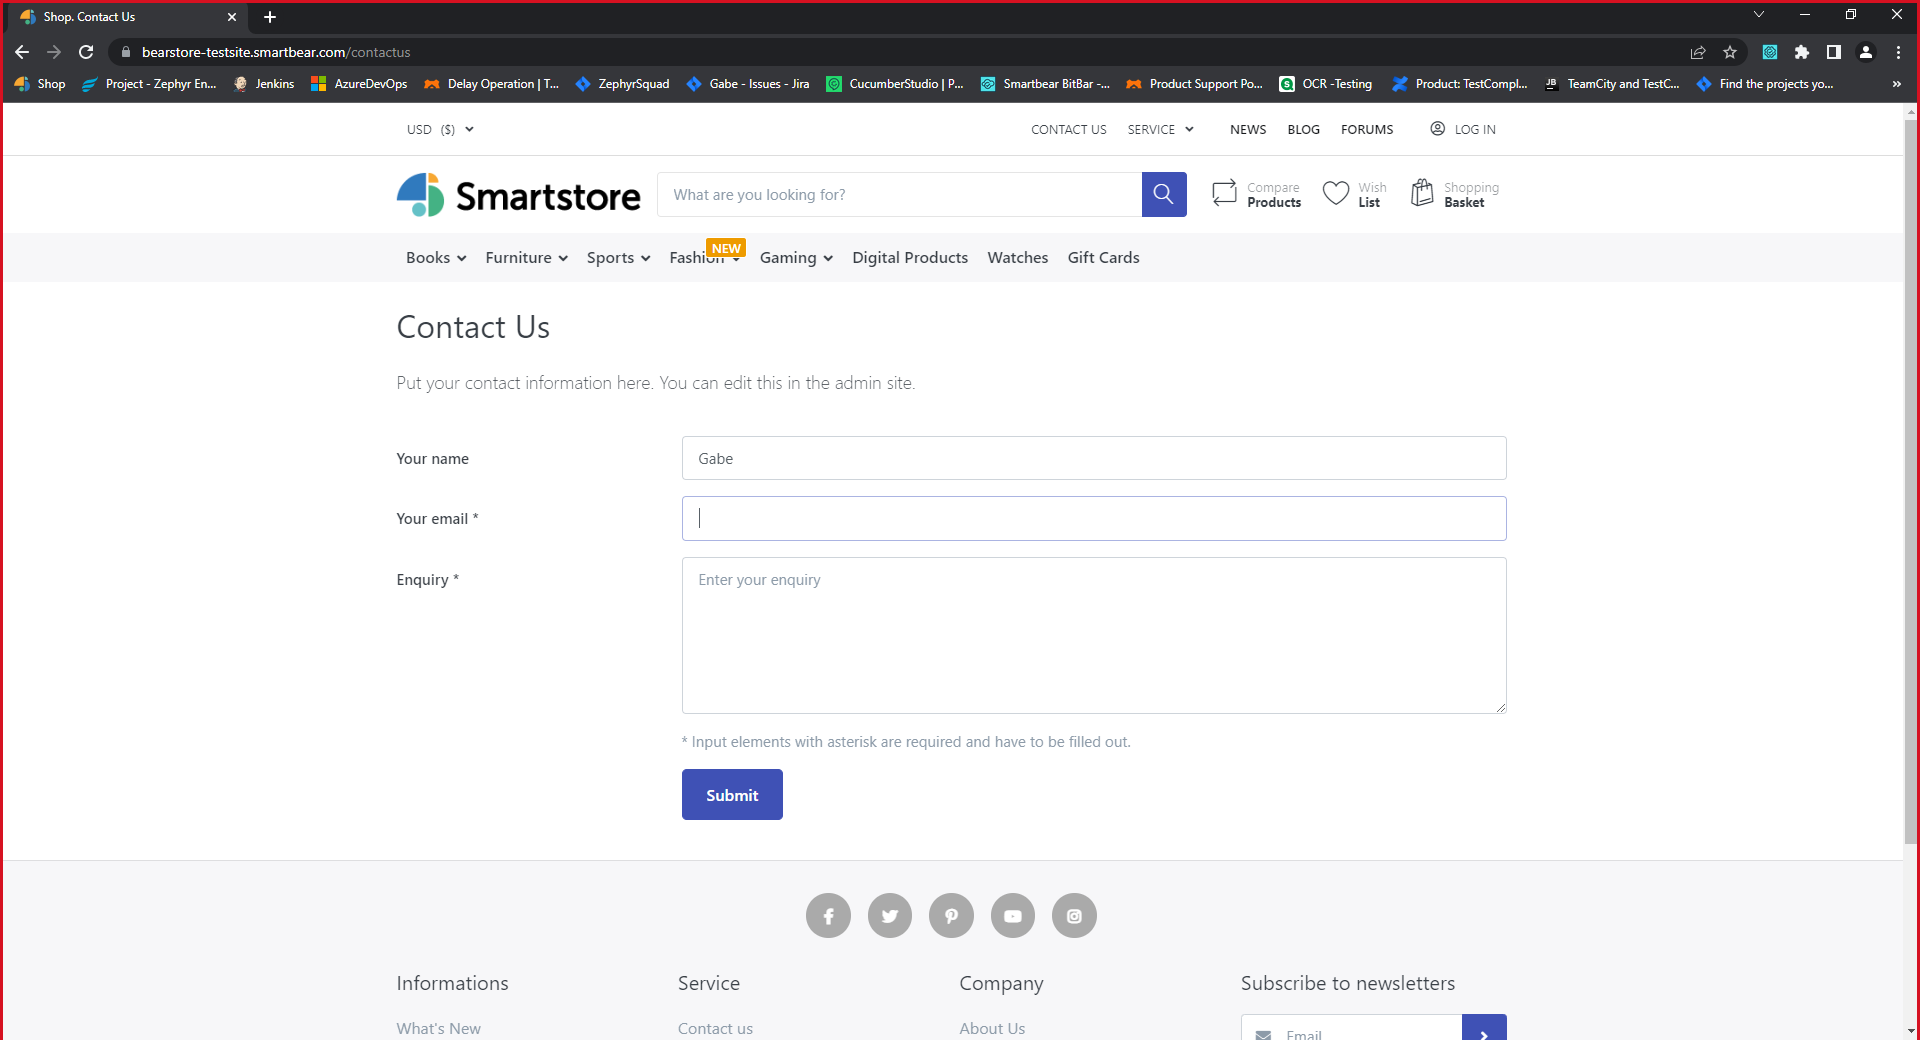 Shop. Contact Us
bearstore-testsite.smartbear.com/contactus
Shop Project - Zephyr En... Jenkins AzureDevOps Delay Operation | T... ZephyrSquad Gabe - Issues - Jira CucumberStudio | P... Smartbear BitBar -... Product Support Po... OCR -Testing Product: TestCompl... JB TeamCity and TestC... Find the projects yo... »
USD ($) CONTACT US SERVICE NEWS BLOG FORUMS LOG IN
Smartstore What are you looking for? Compare Products Wish List Shopping Basket
NEW
Books Furniture Sports Fashion Gaming Digital Products Watches Gift Cards
Contact Us
Put your contact information here. You can edit this in the admin site.
Your name Gabe
Your email *
Enquiry * Enter your enquiry
* Input elements with asterisk are required and have to be filled out.
Submit
Informations Service Company Subscribe to newsletters
What's New Contact us About Us Email